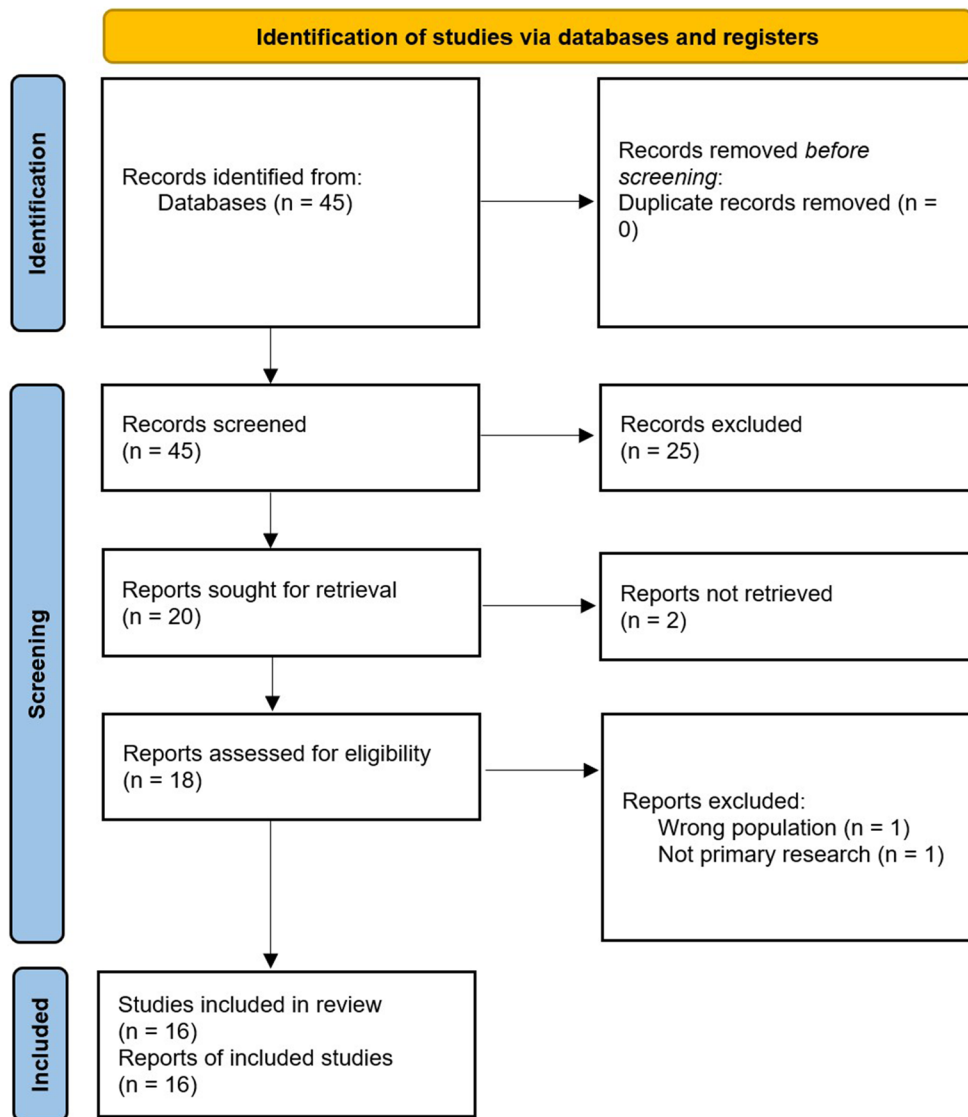 Identification of studies via databases and registers
Identification
Records identified from:
Databases (n = 45)
Records removed before
screening:
Duplicate records removed (n =
0)
Screening
Records screened
(n = 45)
Records excluded
(n = 25)
Reports sought for retrieval
(n = 20)
Reports not retrieved
(n = 2)
Reports assessed for eligibility
(n = 18)
Reports excluded:
Wrong population (n = 1)
Not primary research (n = 1)
Included
Studies included in review
(n = 16)
Reports of included studies
(n = 16)